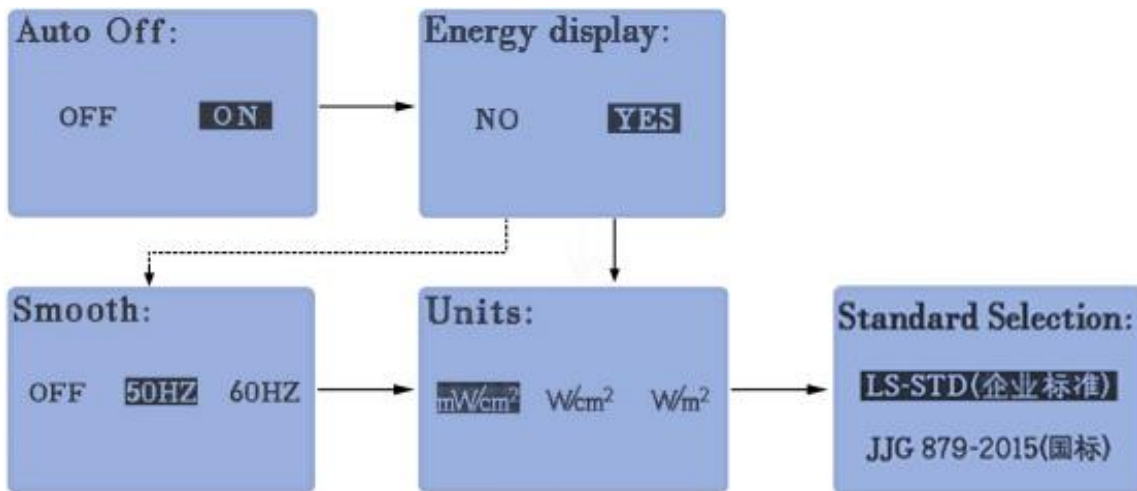 Auto Off:
OFF ON
Energy display:
NO YES
Smooth:
OFF 50HZ 60HZ
Units:
mW/cm² W/cm² W/m²
Standard Selection:
LS-STD(企业标准)
JJG 879-2015(国标)